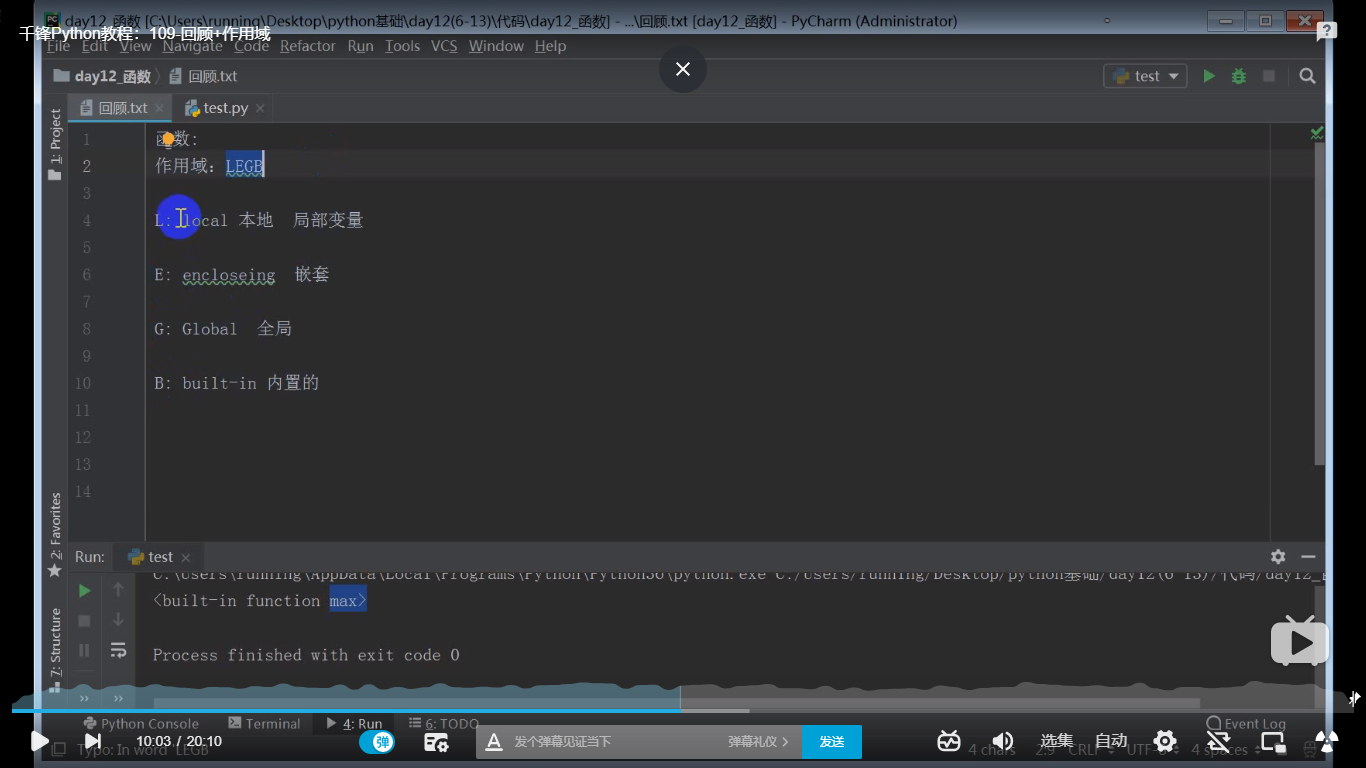 day12_函数 [C:\Users\running\Desktop\python基础\day12(6-13)\代码\day12_函数] - ...\回顾.txt [day12_函数] - PyCharm (Administrator)
千锋Python教程：109-回顾+作用域
File Edit View Navigate Code Refactor Run Tools VCS Window Help
day12_函数 回顾.txt
test
回顾.txt test.py
1: Project
1 函数:
2 作用域: LEGB
3
4 L: local 本地 局部变量
5
6 E: encloseing 嵌套
7
8 G: Global 全局
9
10 B: built-in 内置的
11
12
13
14
2: Favorites
7: Structure
Run: test
C:\Users\running\AppData\Local\Programs\Python\Python36\python.exe C:/Users/running/Desktop/python基础/day12(6-13)/代码/day12_
<built-in function max>
Process finished with exit code 0
Python Console Terminal 4: Run 6: TODO Event Log
10:03 / 20:10 弹 发个弹幕见证当下 弹幕礼仪 发送 选集 自动
Typo: In word 'LEGB' 4 chars 2:9 CRLF UTF-8 4 spaces